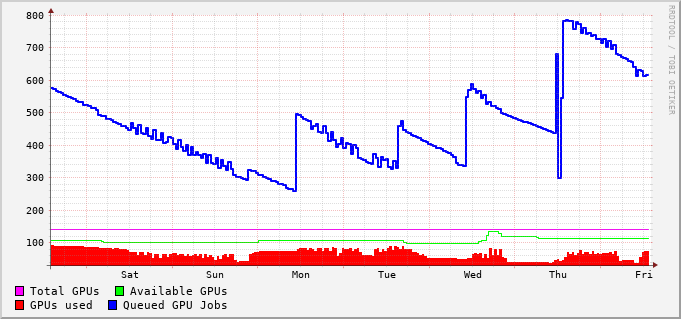 800
700
600
500
400
300
200
100
Sat Sun Mon Tue Wed Thu Fri
Total GPUs Available GPUs
GPUs used Queued GPU Jobs
RRDTOOL / TOBI OETIKER